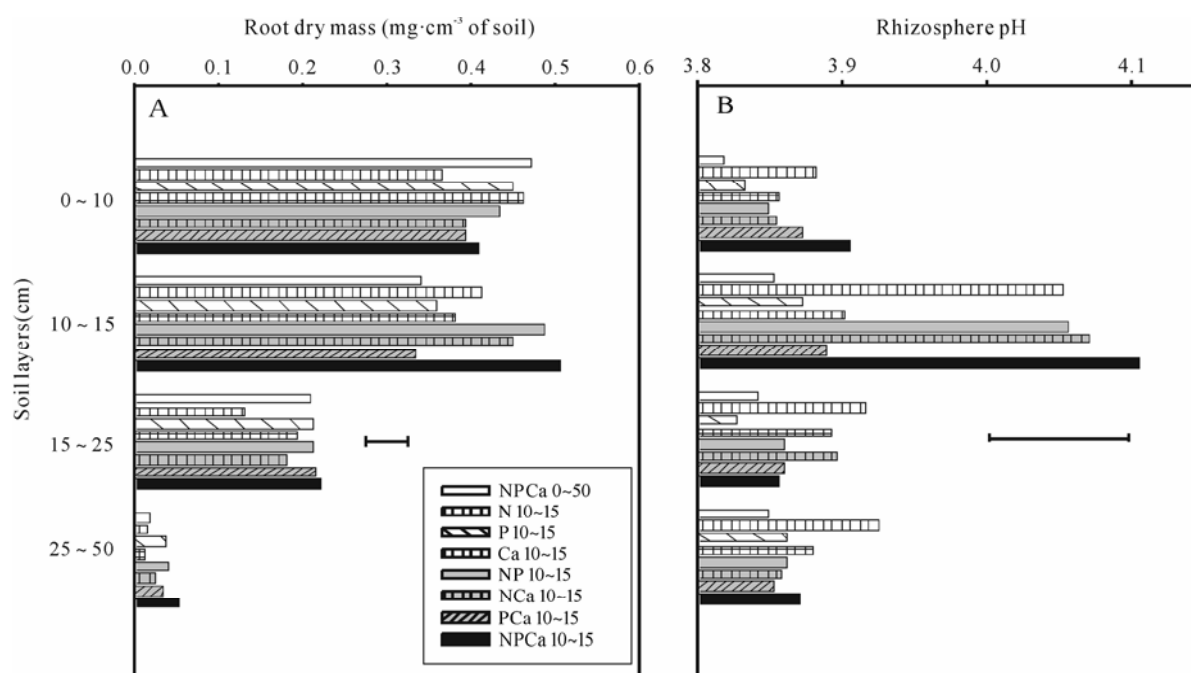 Root dry mass (mg·cm⁻³ of soil)
0.0 0.1 0.2 0.3 0.4 0.5 0.6
A
Soil layers(cm)
0 ~ 10
10 ~ 15
15 ~ 25
25 ~ 50
NPCa 0~50
N 10~15
P 10~15
Ca 10~15
NP 10~15
NCa 10~15
PCa 10~15
NPCa 10~15
Rhizosphere pH
3.8 3.9 4.0 4.1
B